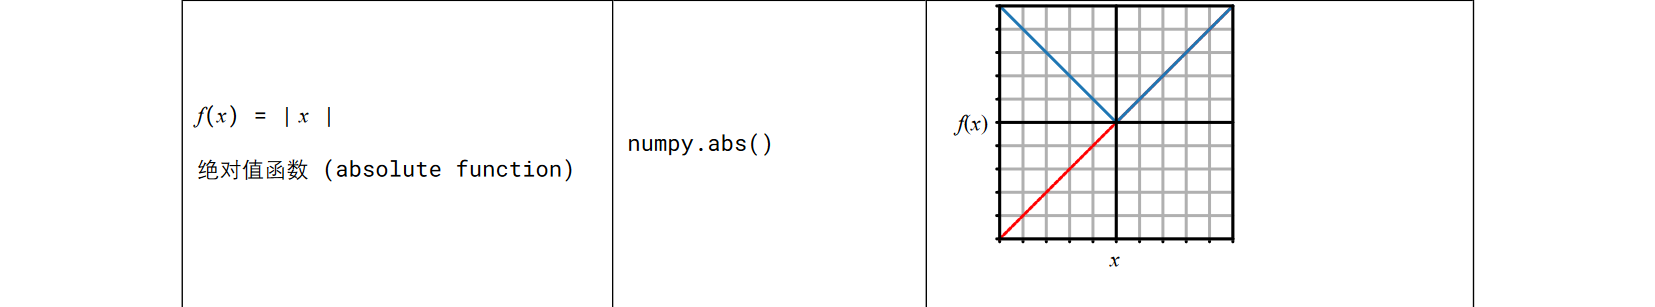 f(x) = | x |
绝对值函数 (absolute function)
numpy.abs()
f(x)
x